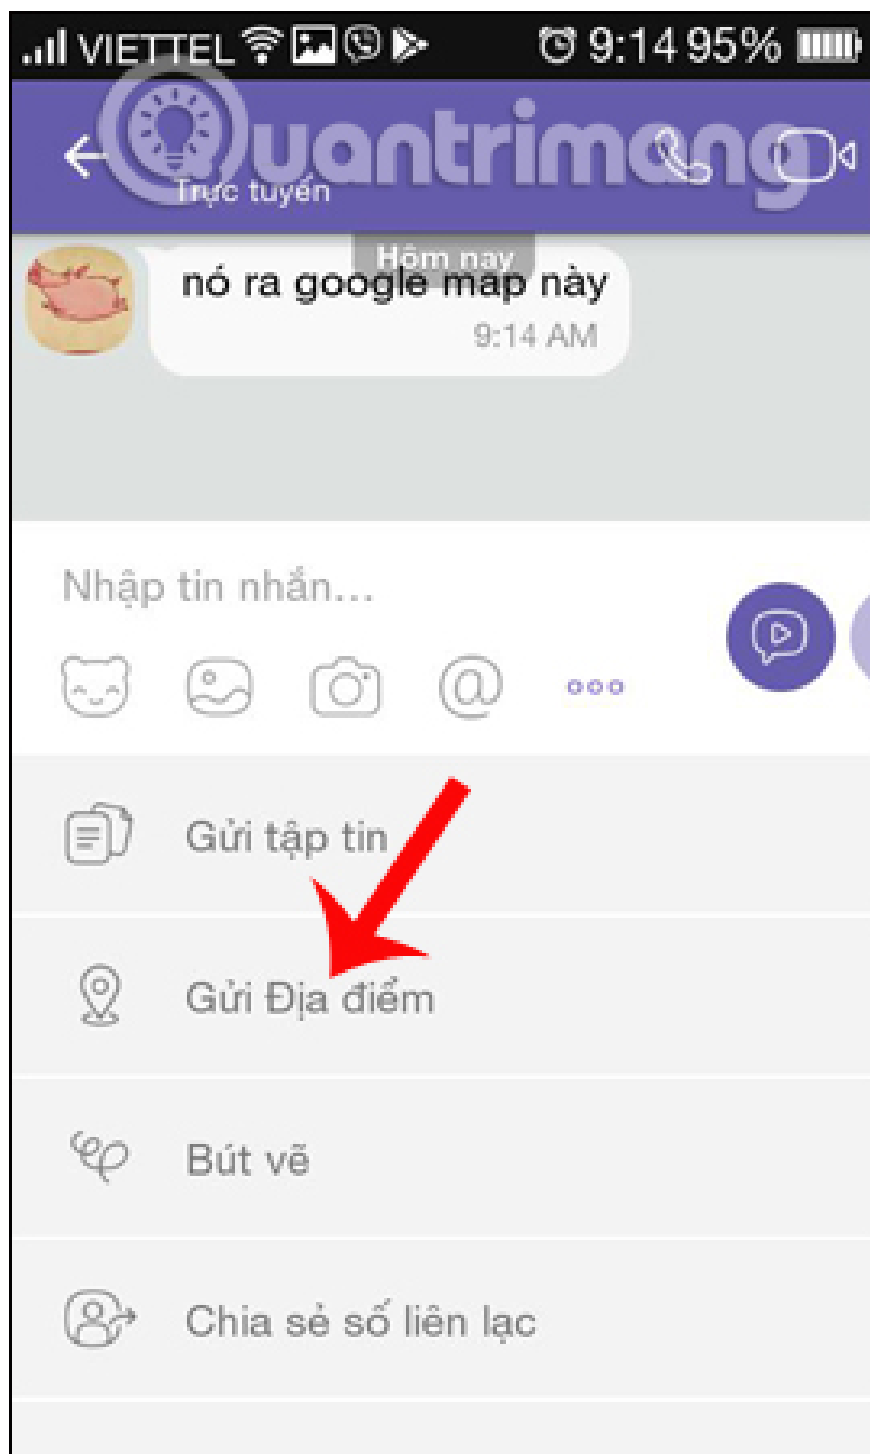 VIETTEL 9:14 95%
Quantrimang
Trực tuyến
Hôm nay
nó ra google map này
9:14 AM
Nhập tin nhắn...
Gửi tập tin
Gửi Địa điểm
Bút vẽ
Chia sẻ số liên lạc